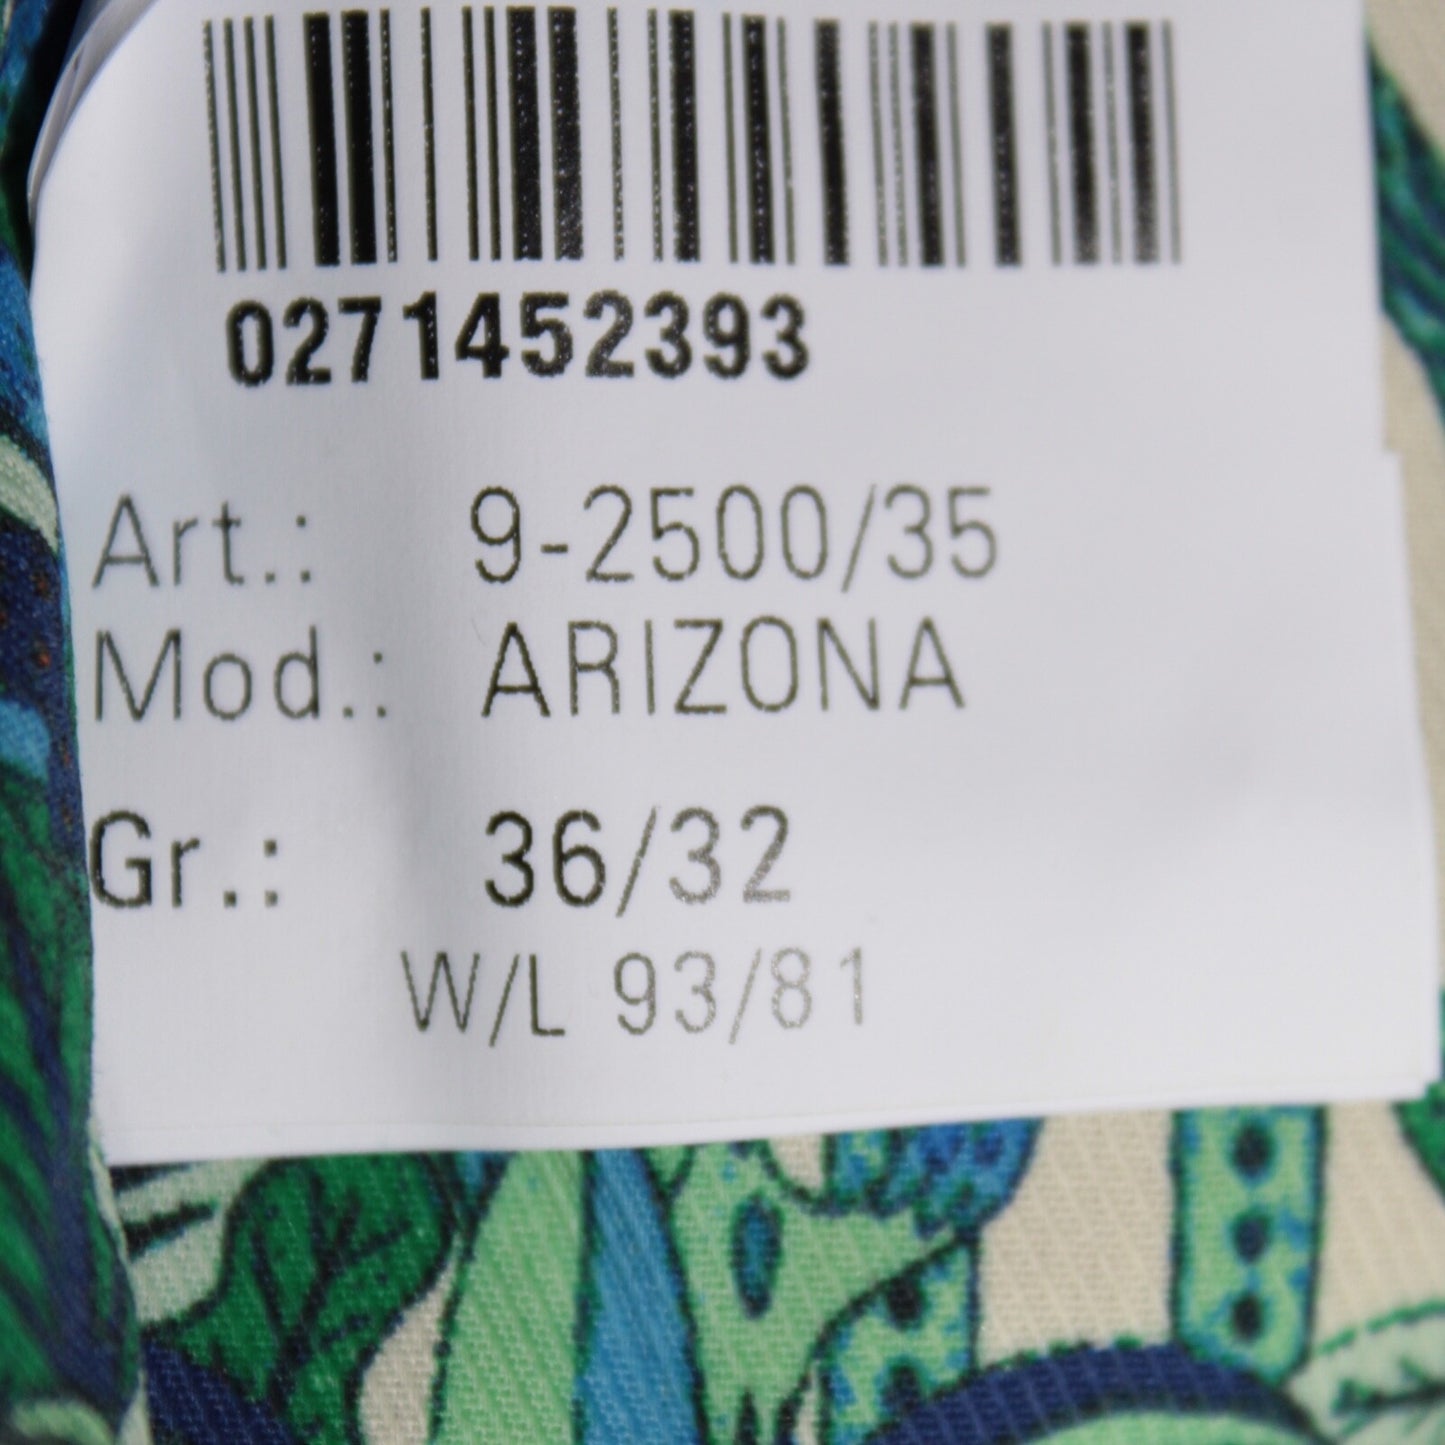 0271452393
Art.: 9-2500/35
Mod.: ARIZONA
Gr.: 36/32
W/L 93/81